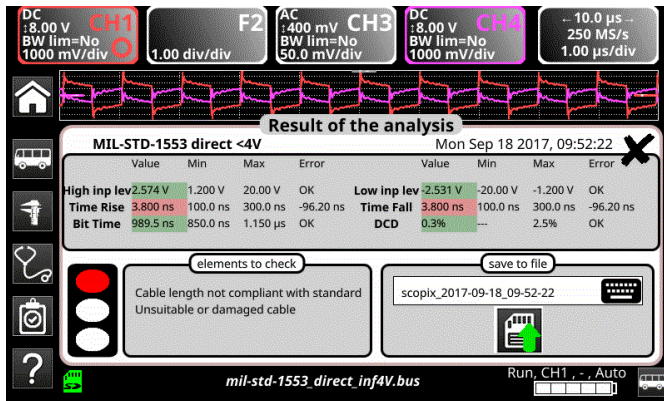 DC
↕8.00 V
CH1
BW lim=No
1000 mV/div
F2
1.00 div/div
AC
↕400 mV
CH3
BW lim=No
50.0 mV/div
DC
↕8.00 V
CH4
BW lim=No
1000 mV/div
←10.0 µs→
250 MS/s
1.00 µs/div
Result of the analysis
MIL-STD-1553 direct <4V Mon Sep 18 2017, 09:52:22
Value Min Max Error Value Min Max Error
High inp lev 2.574 V 1.200 V 20.00 V OK Low inp lev -2.531 V -20.00 V -1.200 V OK
Time Rise 3.800 ns 100.0 ns 300.0 ns -96.20 ns Time Fall 3.800 ns 100.0 ns 300.0 ns -96.20 ns
Bit Time 989.5 ns 850.0 ns 1.150 µs OK DCD 0.3% --- 2.5% OK
elements to check
Cable length not compliant with standard
Unsuitable or damaged cable
save to file
scopix_2017-09-18_09-52-22
?
mil-std-1553_direct_inf4V.bus
Run, CH1 , - , Auto